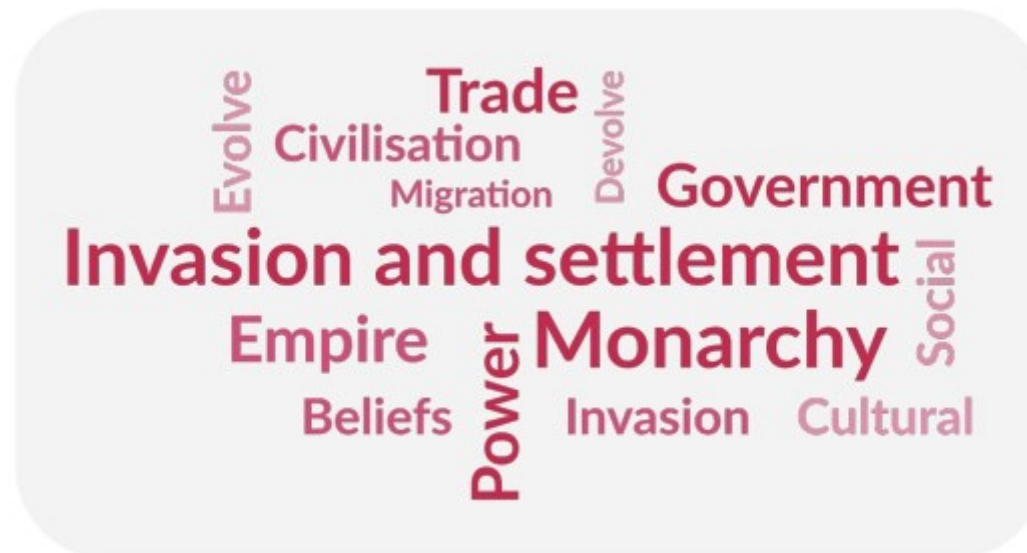 Trade
Evolve
Devolve
Civilisation
Migration
Government
Invasion and settlement
Social
Empire
Power
Monarchy
Beliefs
Invasion
Cultural